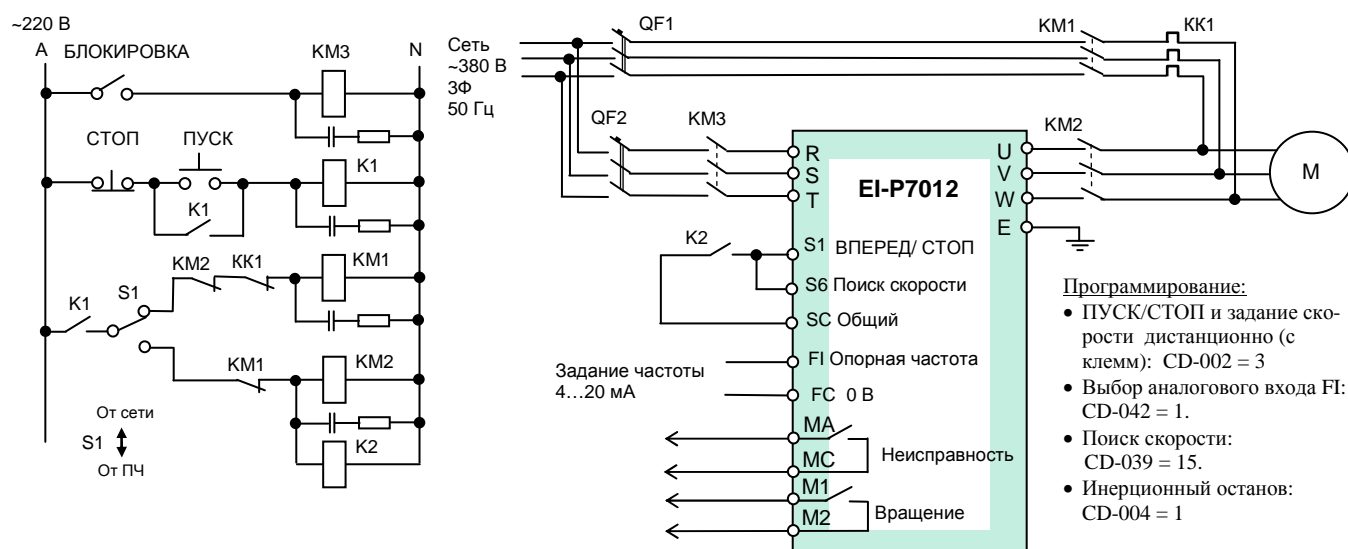 ~220 В
A
БЛОКИРОВКА
KM3
N
СТОП
ПУСК
K1
K1
KM2
КК1
KM1
K1
S1
KM1
KM2
От сети
S1
От ПЧ
K2
Сеть
~380 В
3Ф
50 Гц
QF1
KM1
КК1
QF2
KM3
KM2
R
S
T
EI-P7012
U
V
W
E
M
K2
S1 ВПЕРЕД/ СТОП
S6 Поиск скорости
SC Общий
FI Опорная частота
Задание частоты
4...20 мА
FC 0 В
MA
MC
Неисправность
M1
M2
Вращение
Программирование:
• ПУСК/СТОП и задание ско-
рости дистанционно (с
клемм): CD-002 = 3
• Выбор аналогового входа FI:
CD-042 = 1.
• Поиск скорости:
CD-039 = 15.
• Инерционный останов:
CD-004 = 1